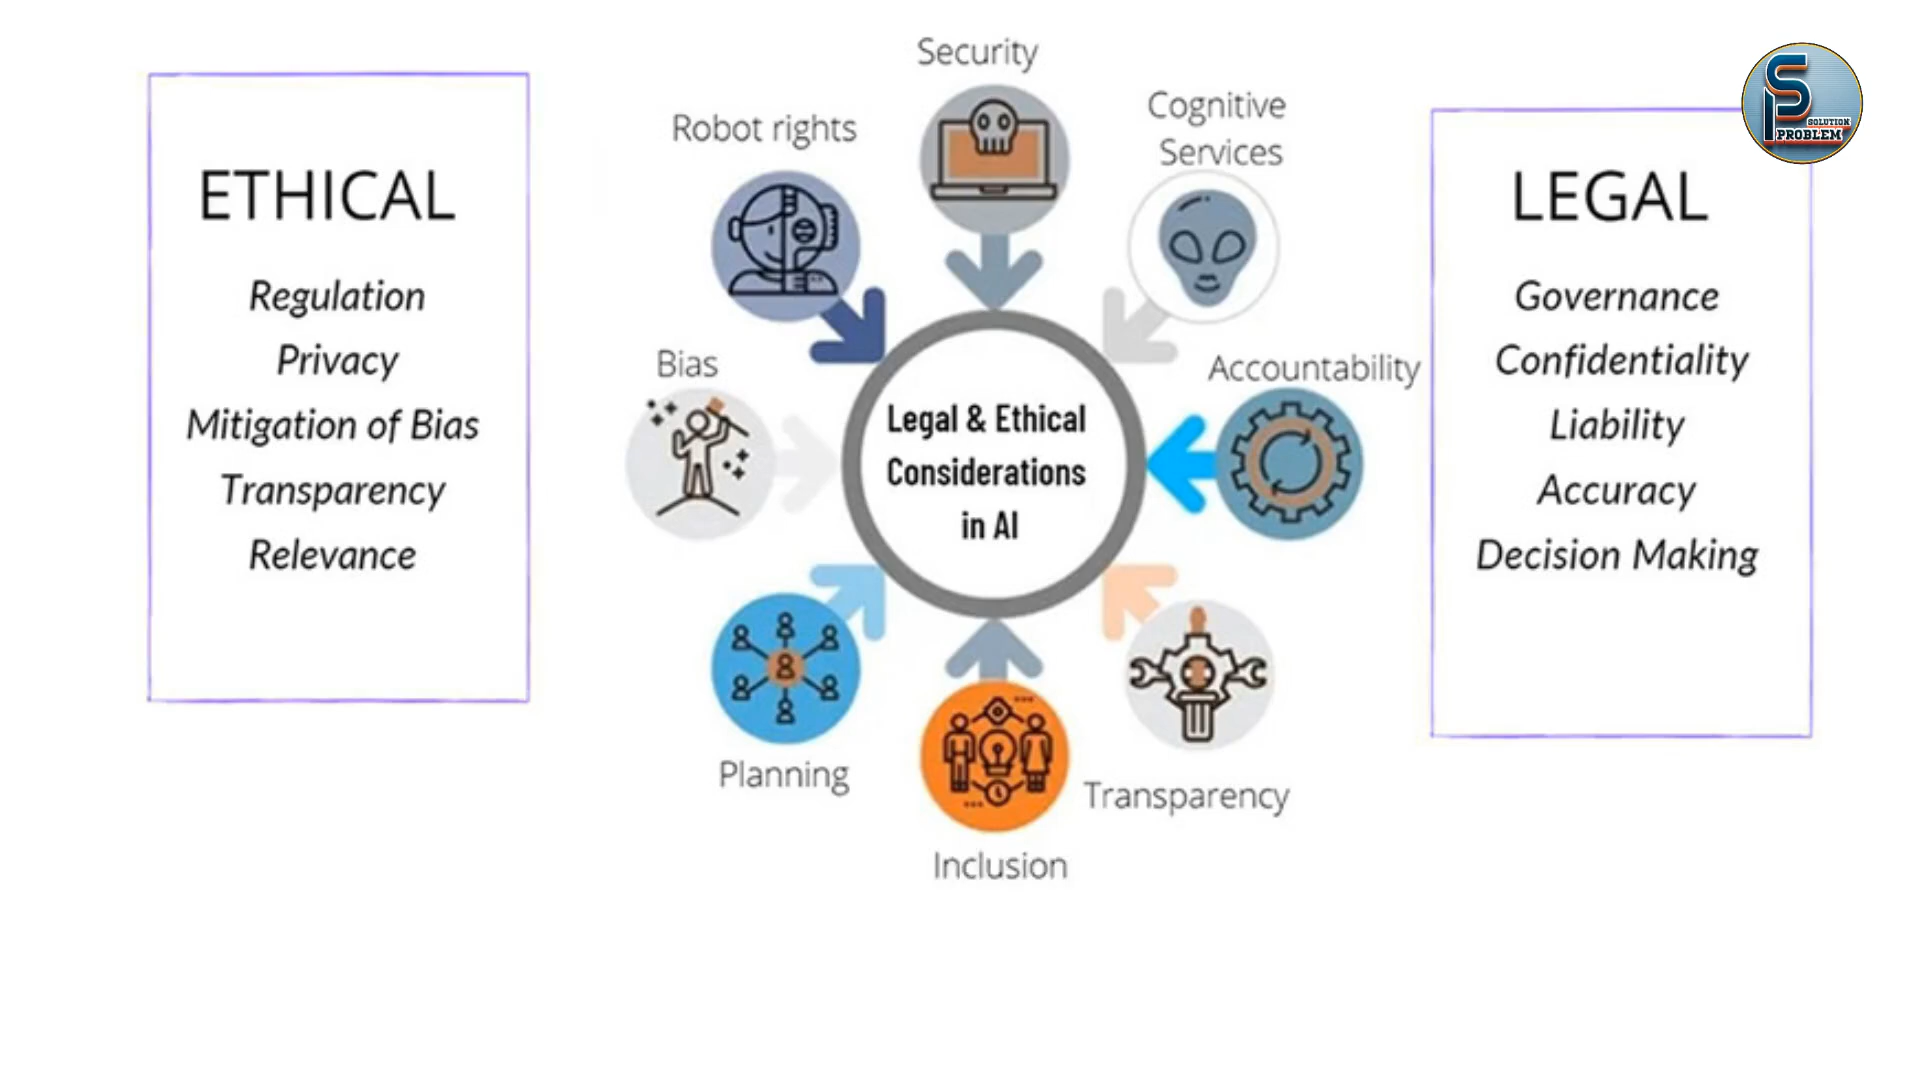 Security
Robot rights
Cognitive
Services
SOLUTION
PROBLEM
ETHICAL
Regulation
Privacy
Mitigation of Bias
Transparency
Relevance
Bias
Legal & Ethical
Considerations
in AI
Accountability
Planning
Inclusion
Transparency
LEGAL
Governance
Confidentiality
Liability
Accuracy
Decision Making